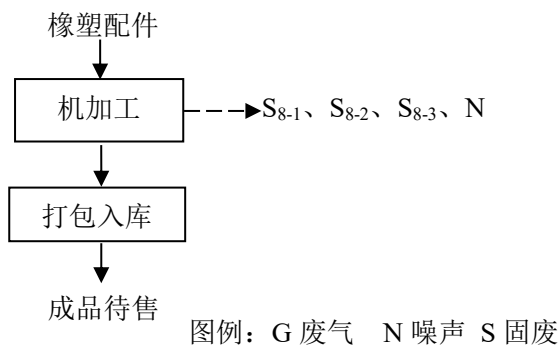 橡塑配件
机加工
S8-1、S8-2、S8-3、N
打包入库
成品待售
图例：G 废气 N 噪声 S 固废